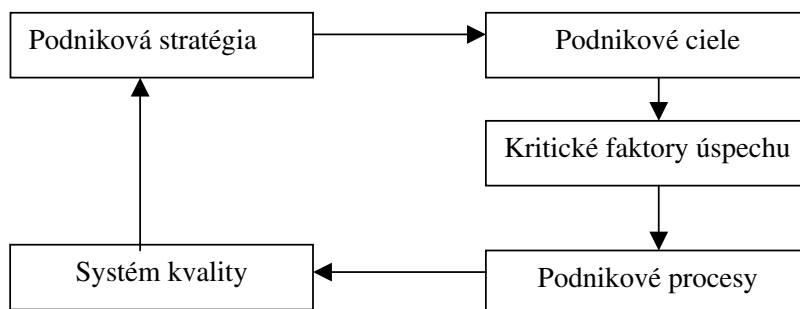 Podniková stratégia
Podnikové ciele
Kritické faktory úspechu
Podnikové procesy
Systém kvality